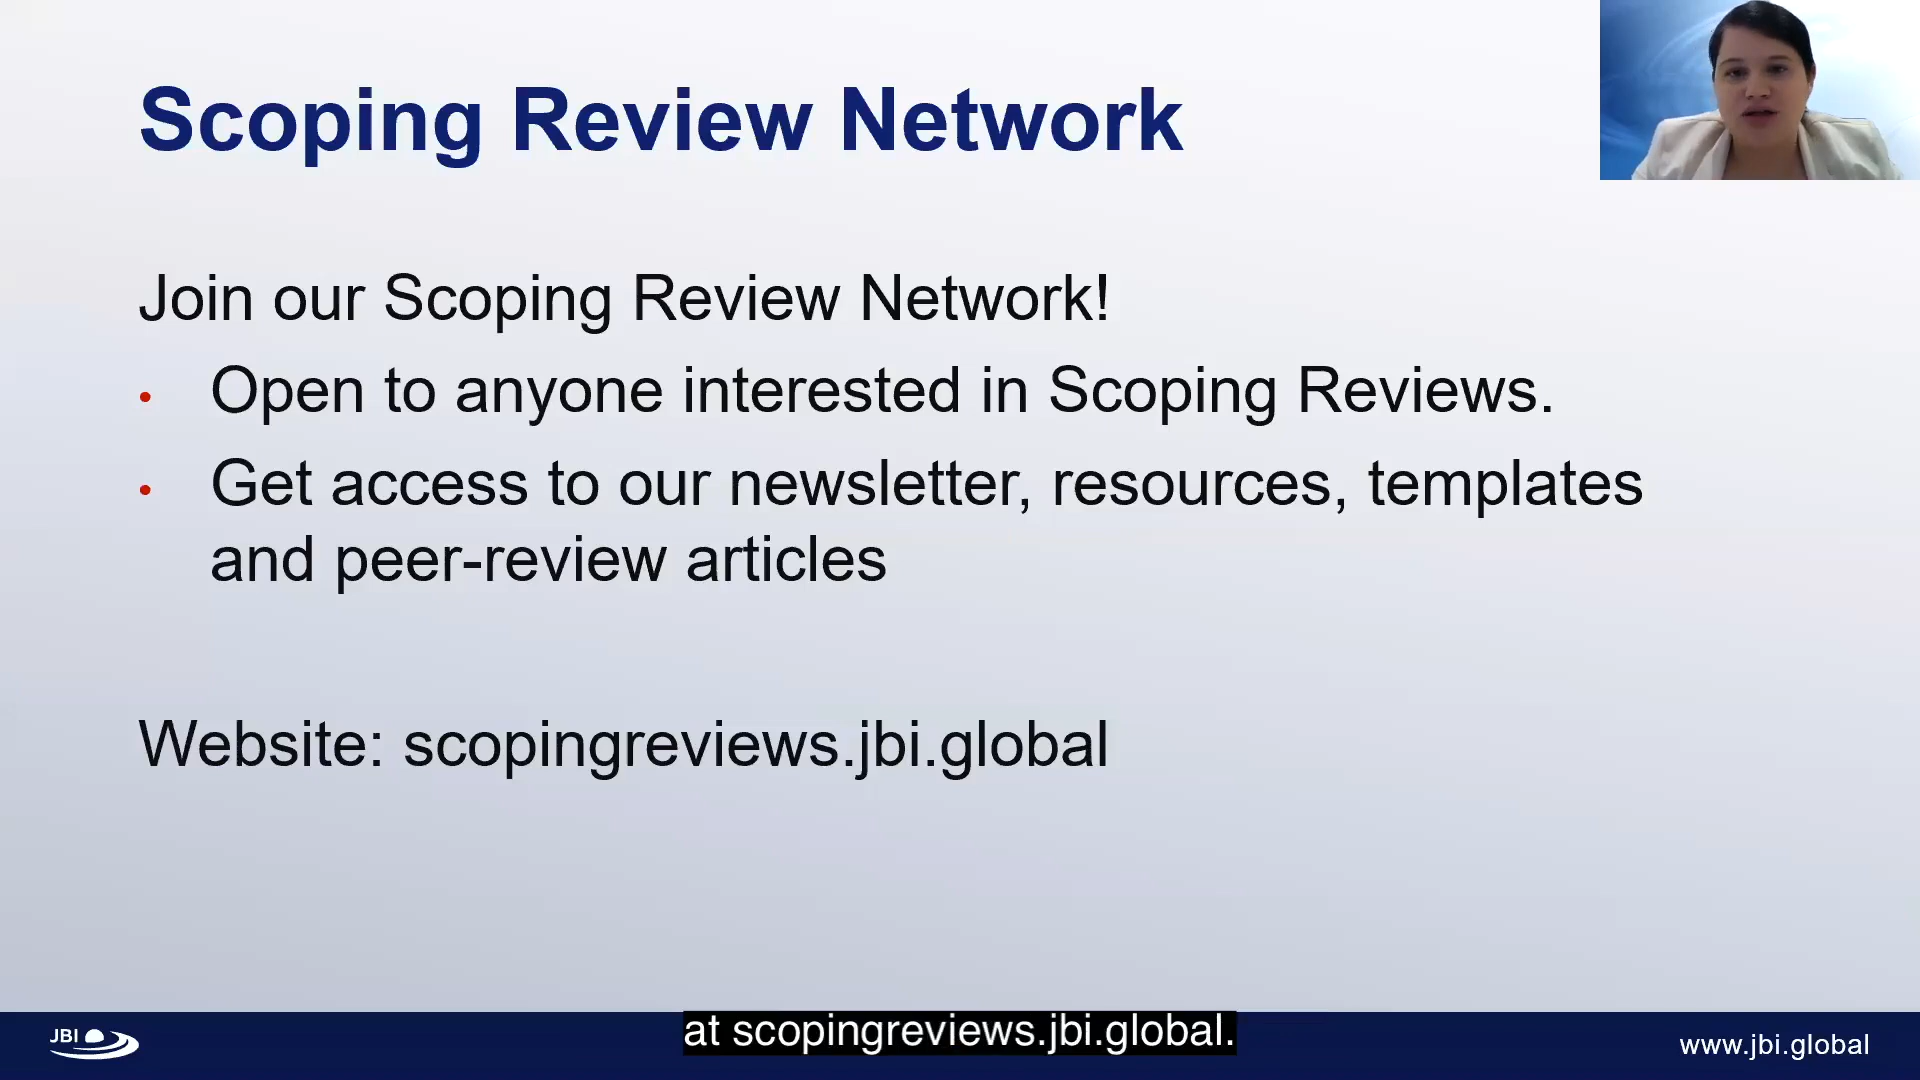 Scoping Review Network
Join our Scoping Review Network!
• Open to anyone interested in Scoping Reviews.
• Get access to our newsletter, resources, templates
and peer-review articles
Website: scopingreviews.jbi.global
JBI
at scopingreviews.jbi.global.
www.jbi.global